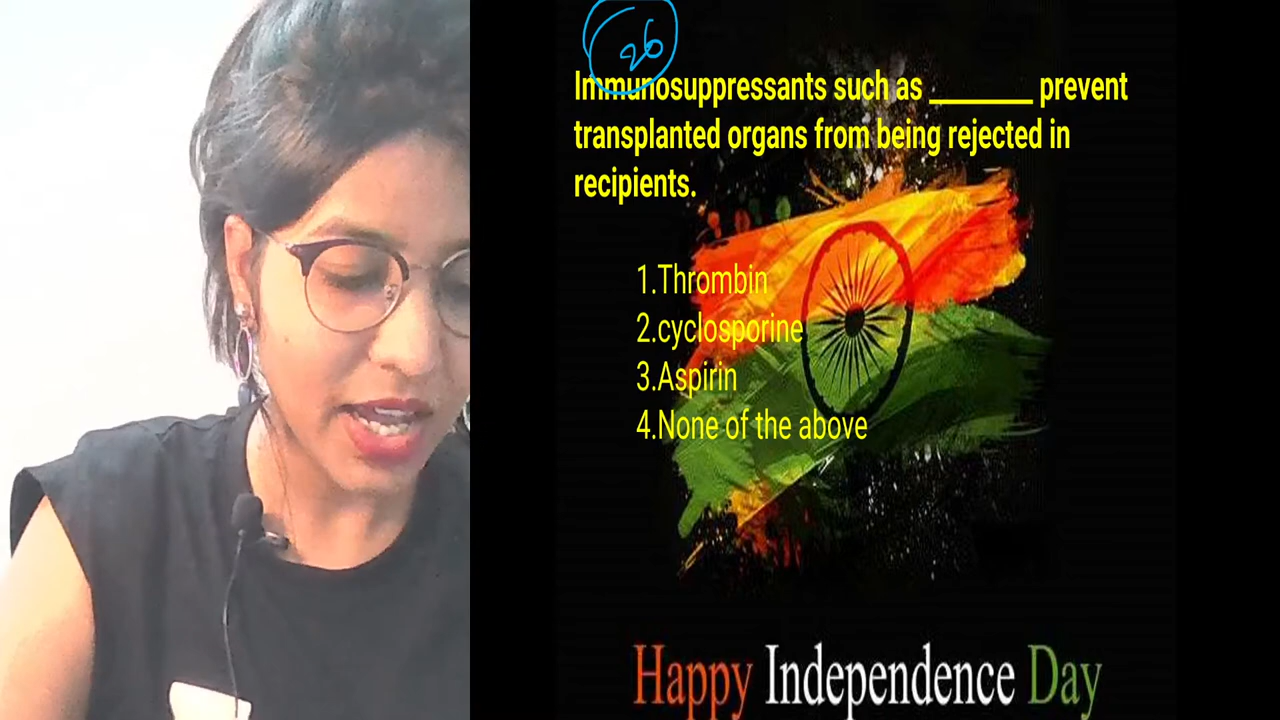 26
Immunosuppressants such as ________ prevent
transplanted organs from being rejected in
recipients.
1.Thrombin
2.cyclosporine
3.Aspirin
4.None of the above
Happy Independence Day